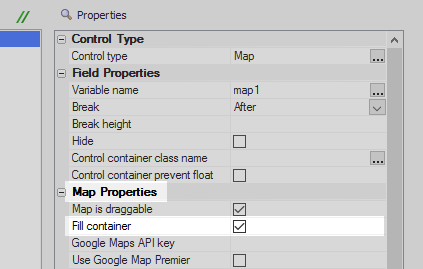 // Properties
Control Type
Control type Map ...
Field Properties
Variable name map1 ...
Break After
Break height
Hide
Control container class name ...
Control container prevent float
Map Properties
Map is draggable
Fill container
Google Maps API key
Use Google Map Premier